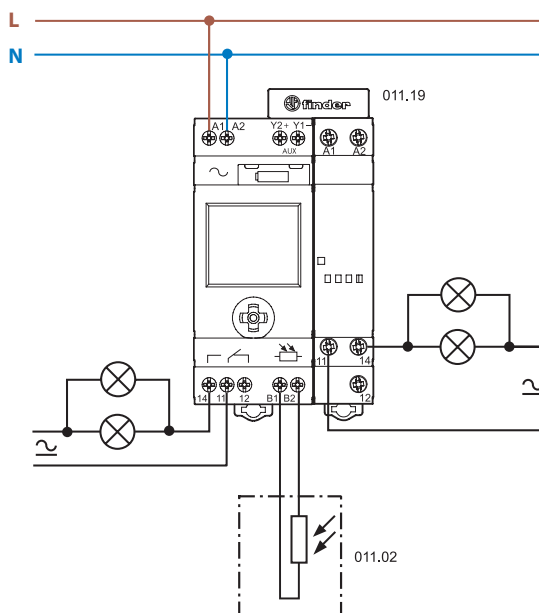 L
N
finder
011.19
A1 A2 Y2+ Y1- A1 A2
AUX
11 14
14 11 12 B1 B2 12
011.02